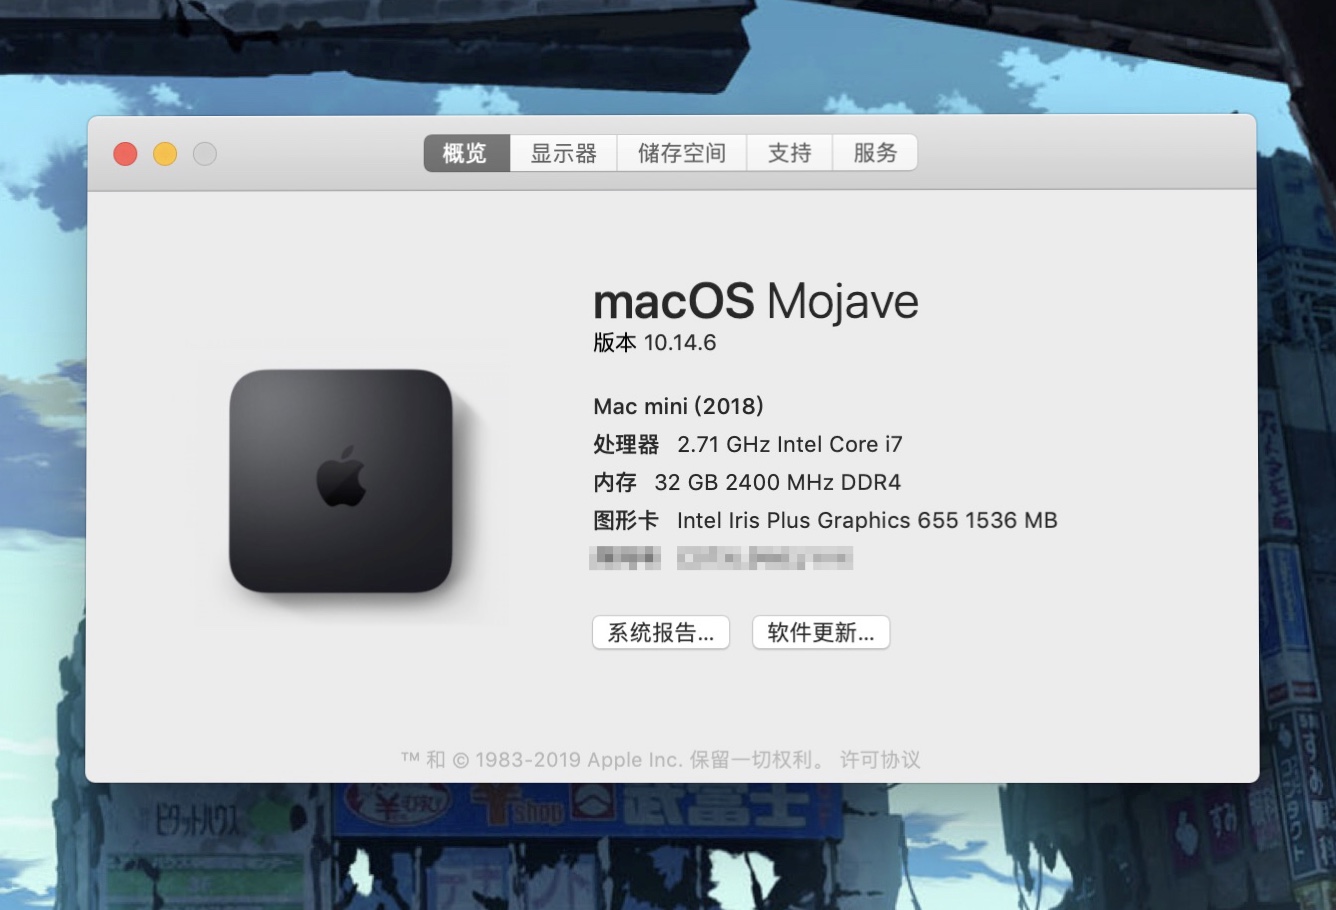 概览 显示器 储存空间 支持 服务
macOS Mojave
版本 10.14.6
Mac mini (2018)
处理器 2.71 GHz Intel Core i7
内存 32 GB 2400 MHz DDR4
图形卡 Intel Iris Plus Graphics 655 1536 MB
系统报告... 软件更新...
™ 和 © 1983-2019 Apple Inc. 保留一切权利。 许可协议
ピタットハウス
¥shop 武富士